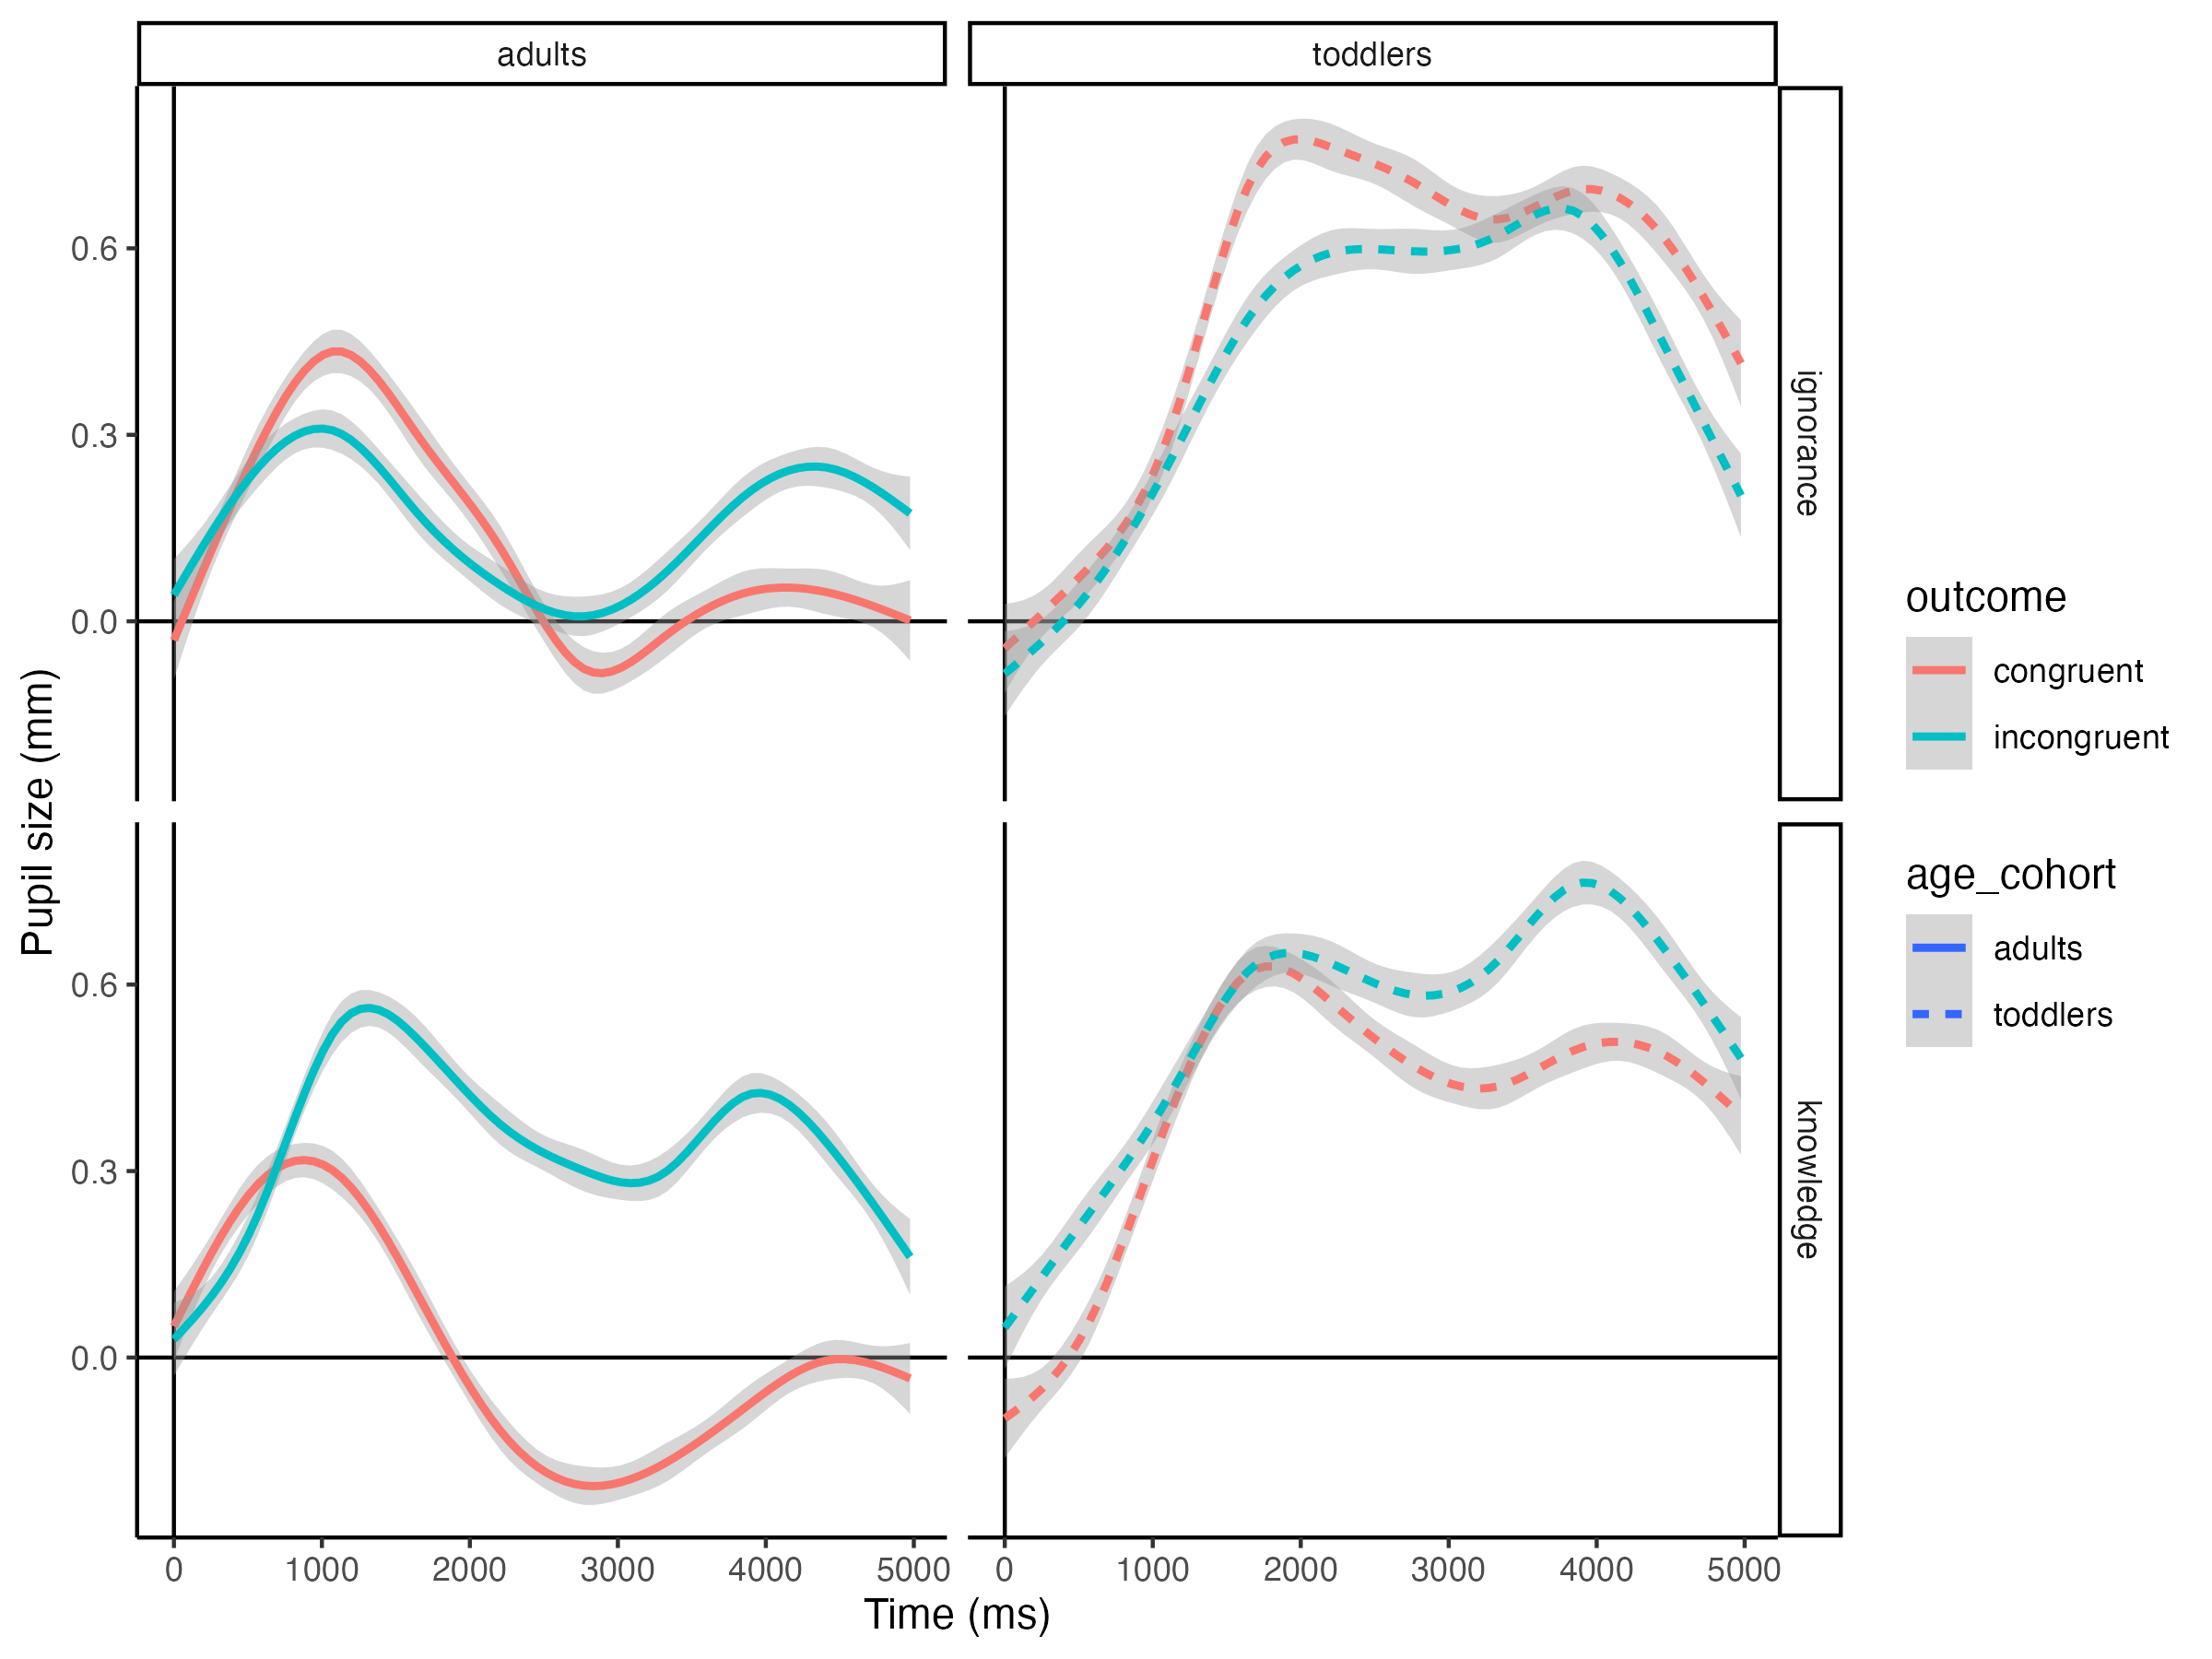 adults
toddlers
0.6
0.3
0.0
ignorance
Pupil size (mm)
0.6
0.3
0.0
knowledge
0 1000 2000 3000 4000 5000
0 1000 2000 3000 4000 5000
Time (ms)
outcome
congruent
incongruent
age_cohort
adults
toddlers